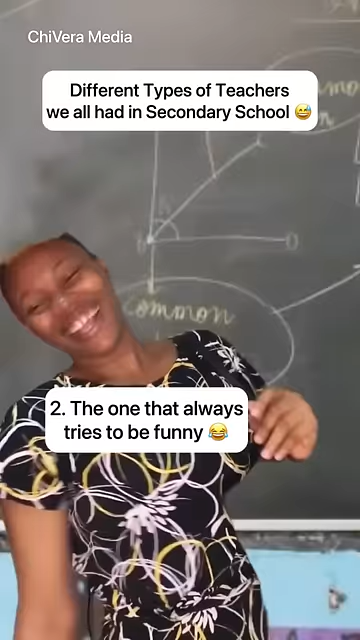 ChiVera Media
Different Types of Teachers
we all had in Secondary School 😅
common
2. The one that always
tries to be funny 😂